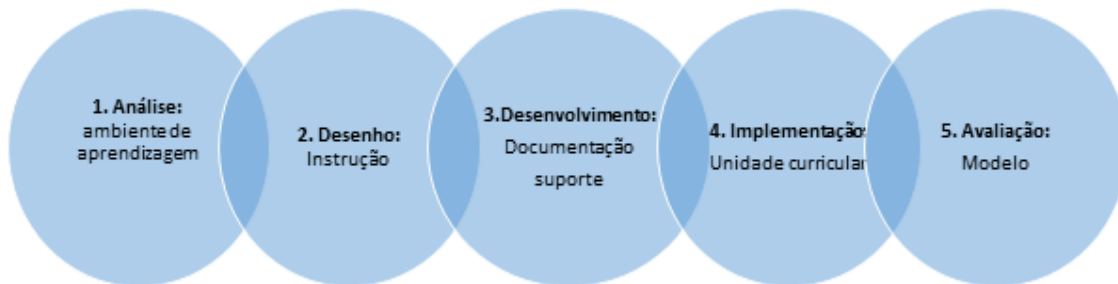 1. Análise:
ambiente de
aprendizagem
2. Desenho:
Instrução
3.Desenvolvimento:
Documentação
suporte
4. Implementação:
Unidade curricular
5. Avaliação:
Modelo